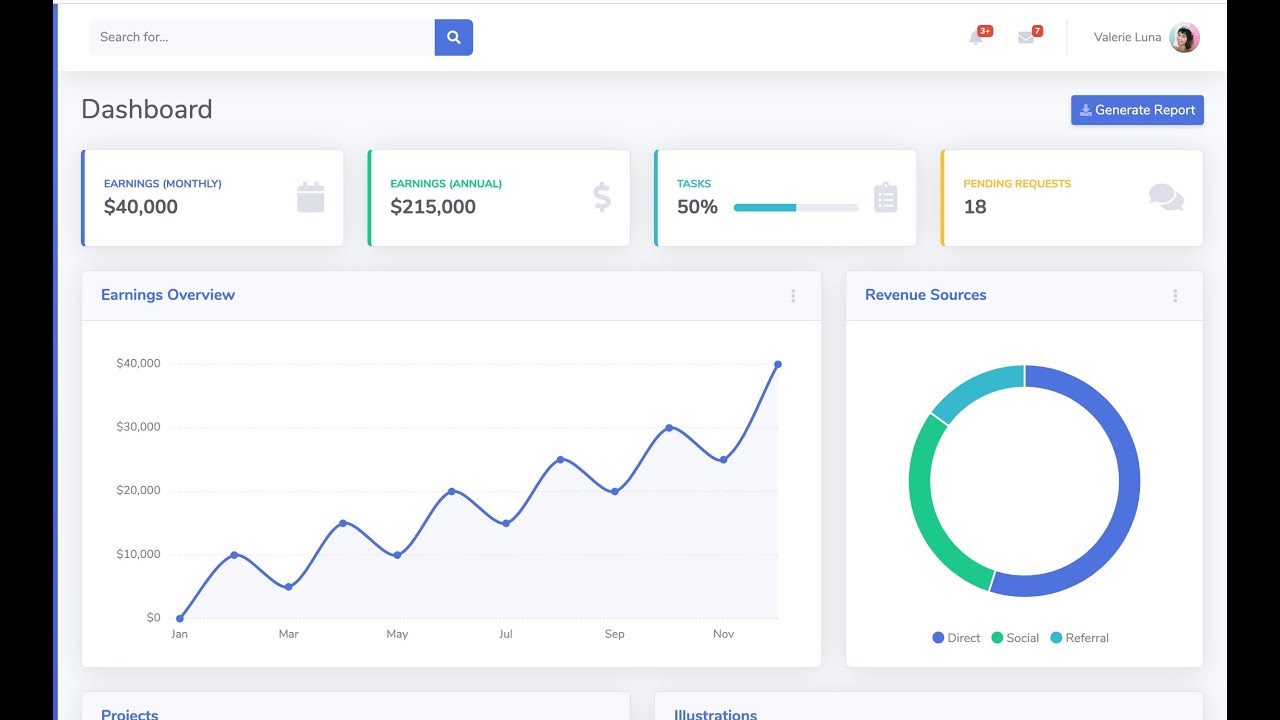 Search for...
3+
7
Valerie Luna
Dashboard
Generate Report
EARNINGS (MONTHLY)
$40,000
EARNINGS (ANNUAL)
$215,000
TASKS
50%
PENDING REQUESTS
18
Earnings Overview
$40,000
$30,000
$20,000
$10,000
$0
Jan Mar May Jul Sep Nov
Revenue Sources
Direct Social Referral
Projects
Illustrations